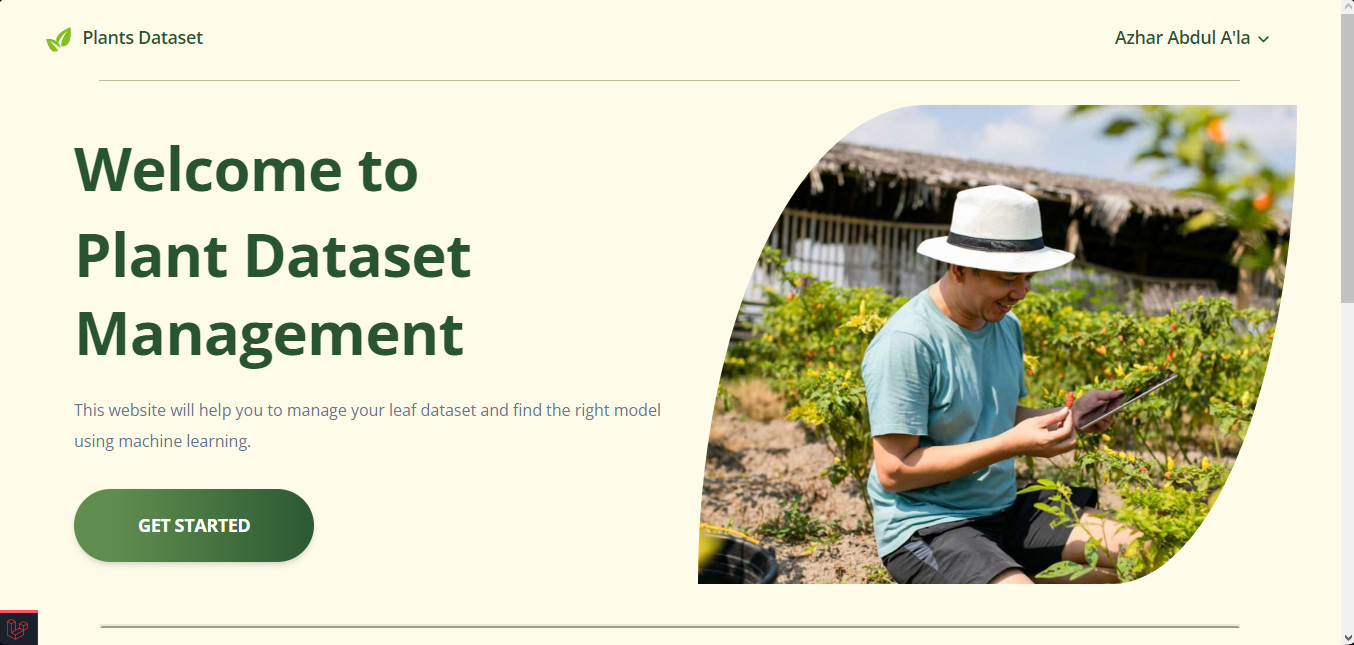 Plants Dataset
Azhar Abdul A'la
Welcome to
Plant Dataset
Management
This website will help you to manage your leaf dataset and find the right model
using machine learning.
GET STARTED